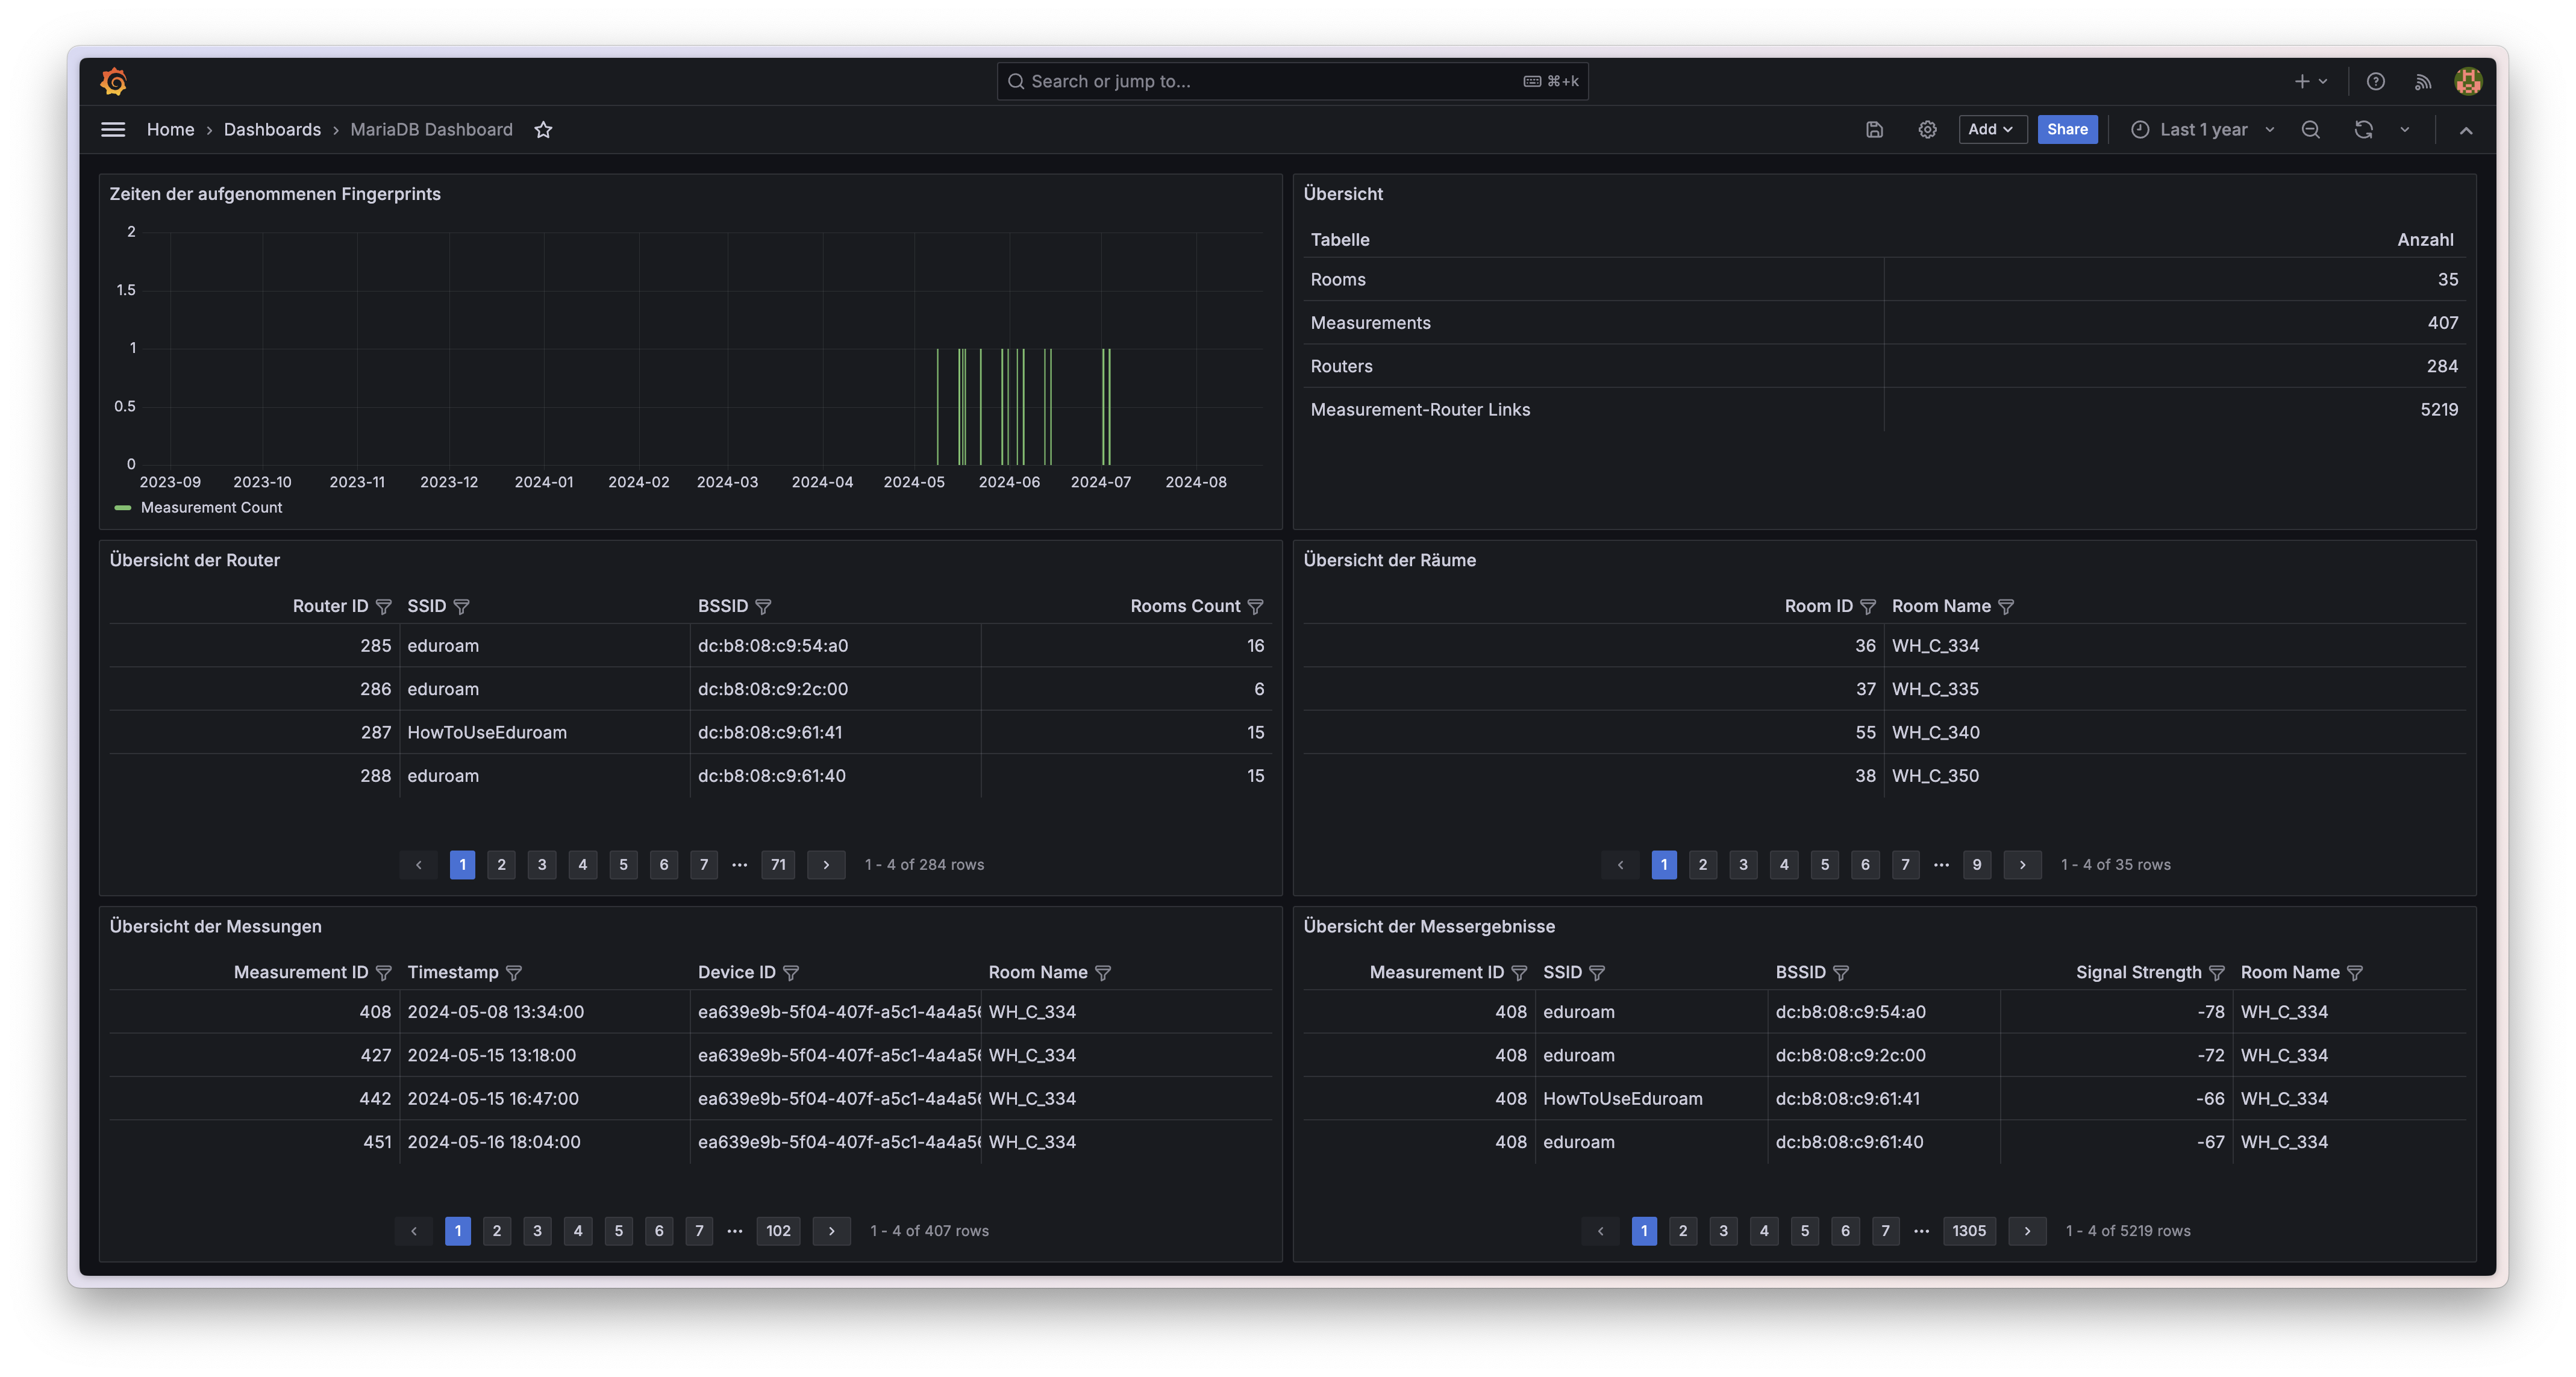 Search or jump to... ⌘+k
Home › Dashboards › MariaDB Dashboard
Add Share Last 1 year
Zeiten der aufgenommenen Fingerprints
2
1.5
1
0.5
0
2023-09 2023-10 2023-11 2023-12 2024-01 2024-02 2024-03 2024-04 2024-05 2024-06 2024-07 2024-08
Measurement Count
Übersicht
Tabelle Anzahl
Rooms 35
Measurements 407
Routers 284
Measurement-Router Links 5219
Übersicht der Router
Router ID SSID BSSID Rooms Count
285 eduroam dc:b8:08:c9:54:a0 16
286 eduroam dc:b8:08:c9:2c:00 6
287 HowToUseEduroam dc:b8:08:c9:61:41 15
288 eduroam dc:b8:08:c9:61:40 15
‹ 1 2 3 4 5 6 7 ··· 71 › 1 - 4 of 284 rows
Übersicht der Räume
Room ID Room Name
36 WH_C_334
37 WH_C_335
55 WH_C_340
38 WH_C_350
‹ 1 2 3 4 5 6 7 ··· 9 › 1 - 4 of 35 rows
Übersicht der Messungen
Measurement ID Timestamp Device ID Room Name
408 2024-05-08 13:34:00 ea639e9b-5f04-407f-a5c1-4a4a56 WH_C_334
427 2024-05-15 13:18:00 ea639e9b-5f04-407f-a5c1-4a4a56 WH_C_334
442 2024-05-15 16:47:00 ea639e9b-5f04-407f-a5c1-4a4a56 WH_C_334
451 2024-05-16 18:04:00 ea639e9b-5f04-407f-a5c1-4a4a56 WH_C_334
‹ 1 2 3 4 5 6 7 ··· 102 › 1 - 4 of 407 rows
Übersicht der Messergebnisse
Measurement ID SSID BSSID Signal Strength Room Name
408 eduroam dc:b8:08:c9:54:a0 -78 WH_C_334
408 eduroam dc:b8:08:c9:2c:00 -72 WH_C_334
408 HowToUseEduroam dc:b8:08:c9:61:41 -66 WH_C_334
408 eduroam dc:b8:08:c9:61:40 -67 WH_C_334
‹ 1 2 3 4 5 6 7 ··· 1305 › 1 - 4 of 5219 rows